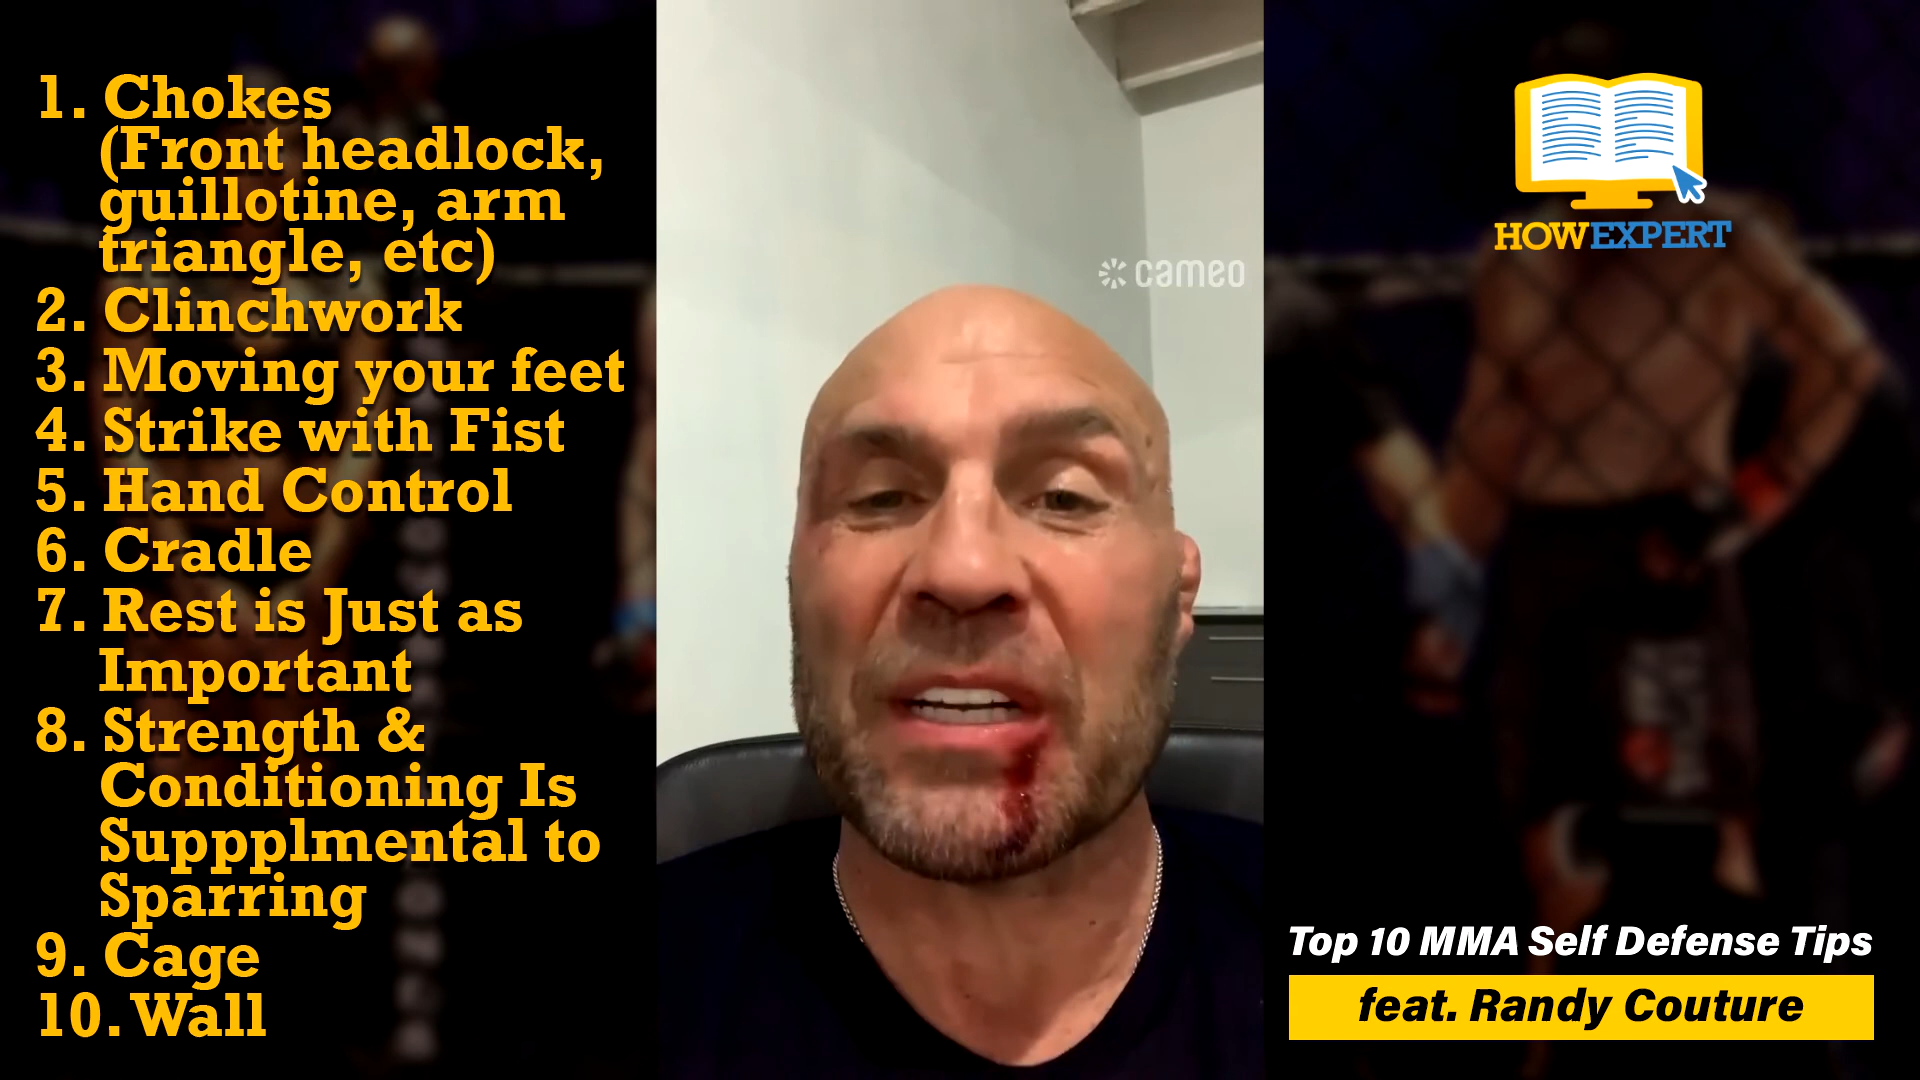 1. Chokes
(Front headlock,
guillotine, arm
triangle, etc)
2. Clinchwork
3. Moving your feet
4. Strike with Fist
5. Hand Control
6. Cradle
7. Rest is Just as
Important
8. Strength &
Conditioning Is
Suppplmental to
Sparring
9. Cage
10. Wall
cameo
HOWEXPERT
Top 10 MMA Self Defense Tips
feat. Randy Couture